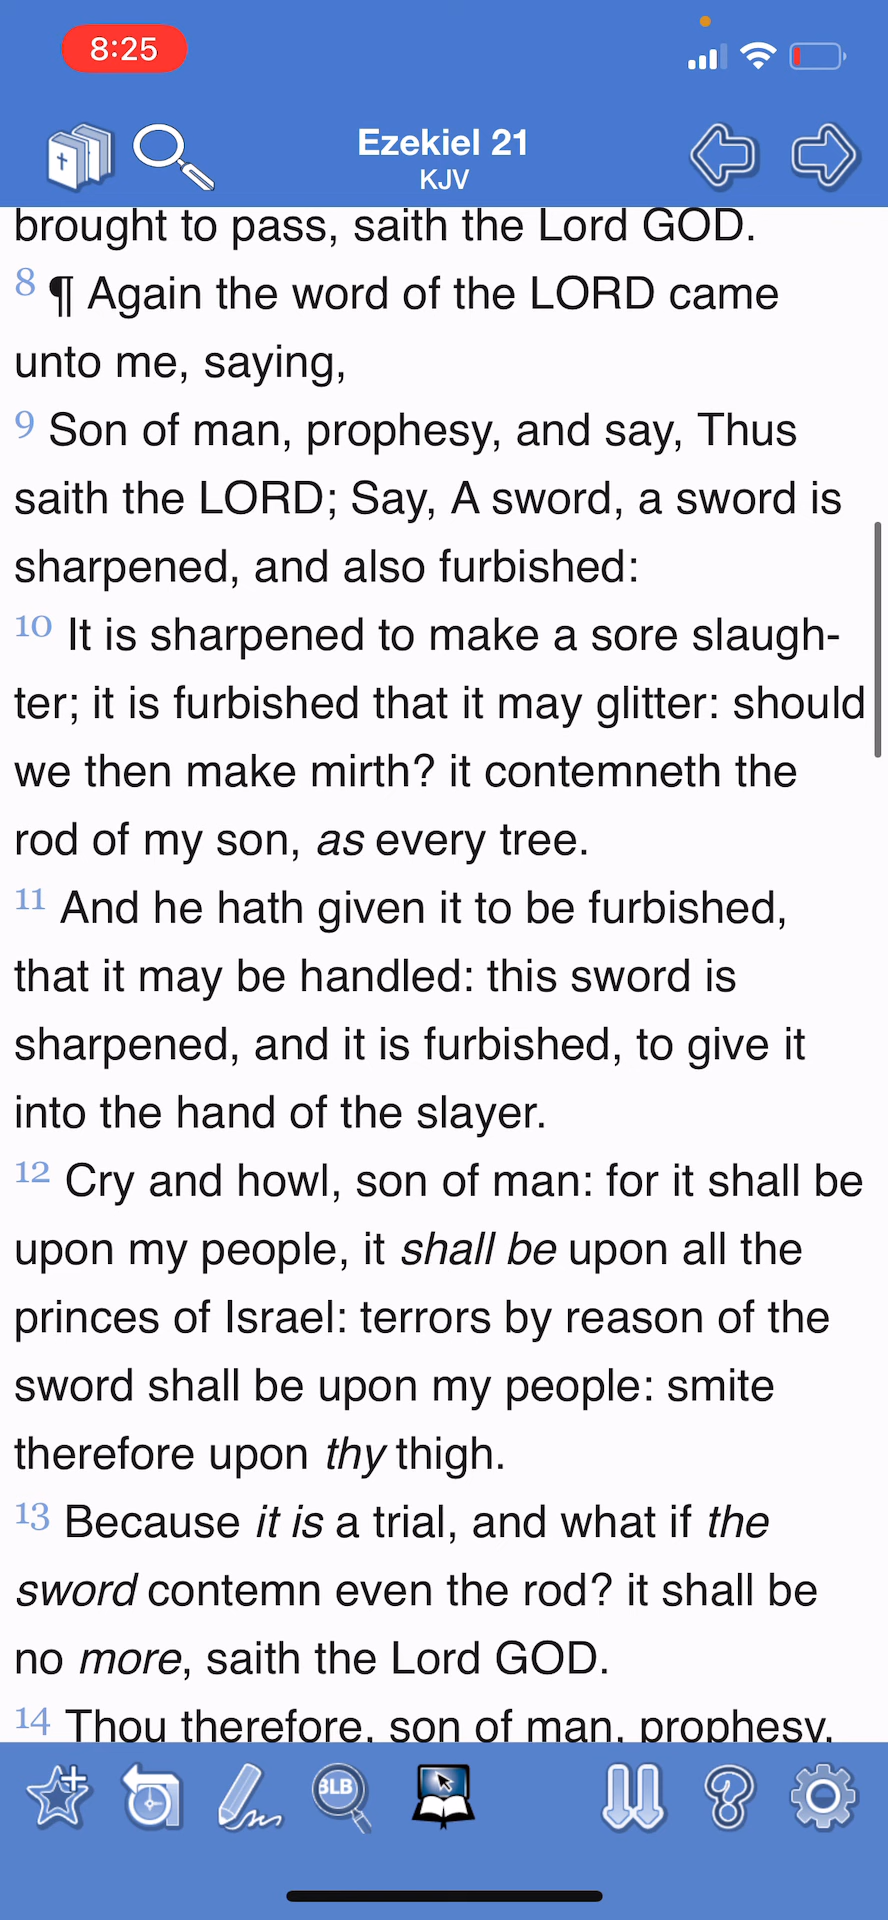 8:25
Ezekiel 21
KJV
brought to pass, saith the Lord GOD.
8 ¶ Again the word of the LORD came
unto me, saying,
9 Son of man, prophesy, and say, Thus
saith the LORD; Say, A sword, a sword is
sharpened, and also furbished:
10 It is sharpened to make a sore slaugh-
ter; it is furbished that it may glitter: should
we then make mirth? it contemneth the
rod of my son, as every tree.
11 And he hath given it to be furbished,
that it may be handled: this sword is
sharpened, and it is furbished, to give it
into the hand of the slayer.
12 Cry and howl, son of man: for it shall be
upon my people, it shall be upon all the
princes of Israel: terrors by reason of the
sword shall be upon my people: smite
therefore upon thy thigh.
13 Because it is a trial, and what if the
sword contemn even the rod? it shall be
no more, saith the Lord GOD.
14 Thou therefore, son of man, prophesy,
BLB